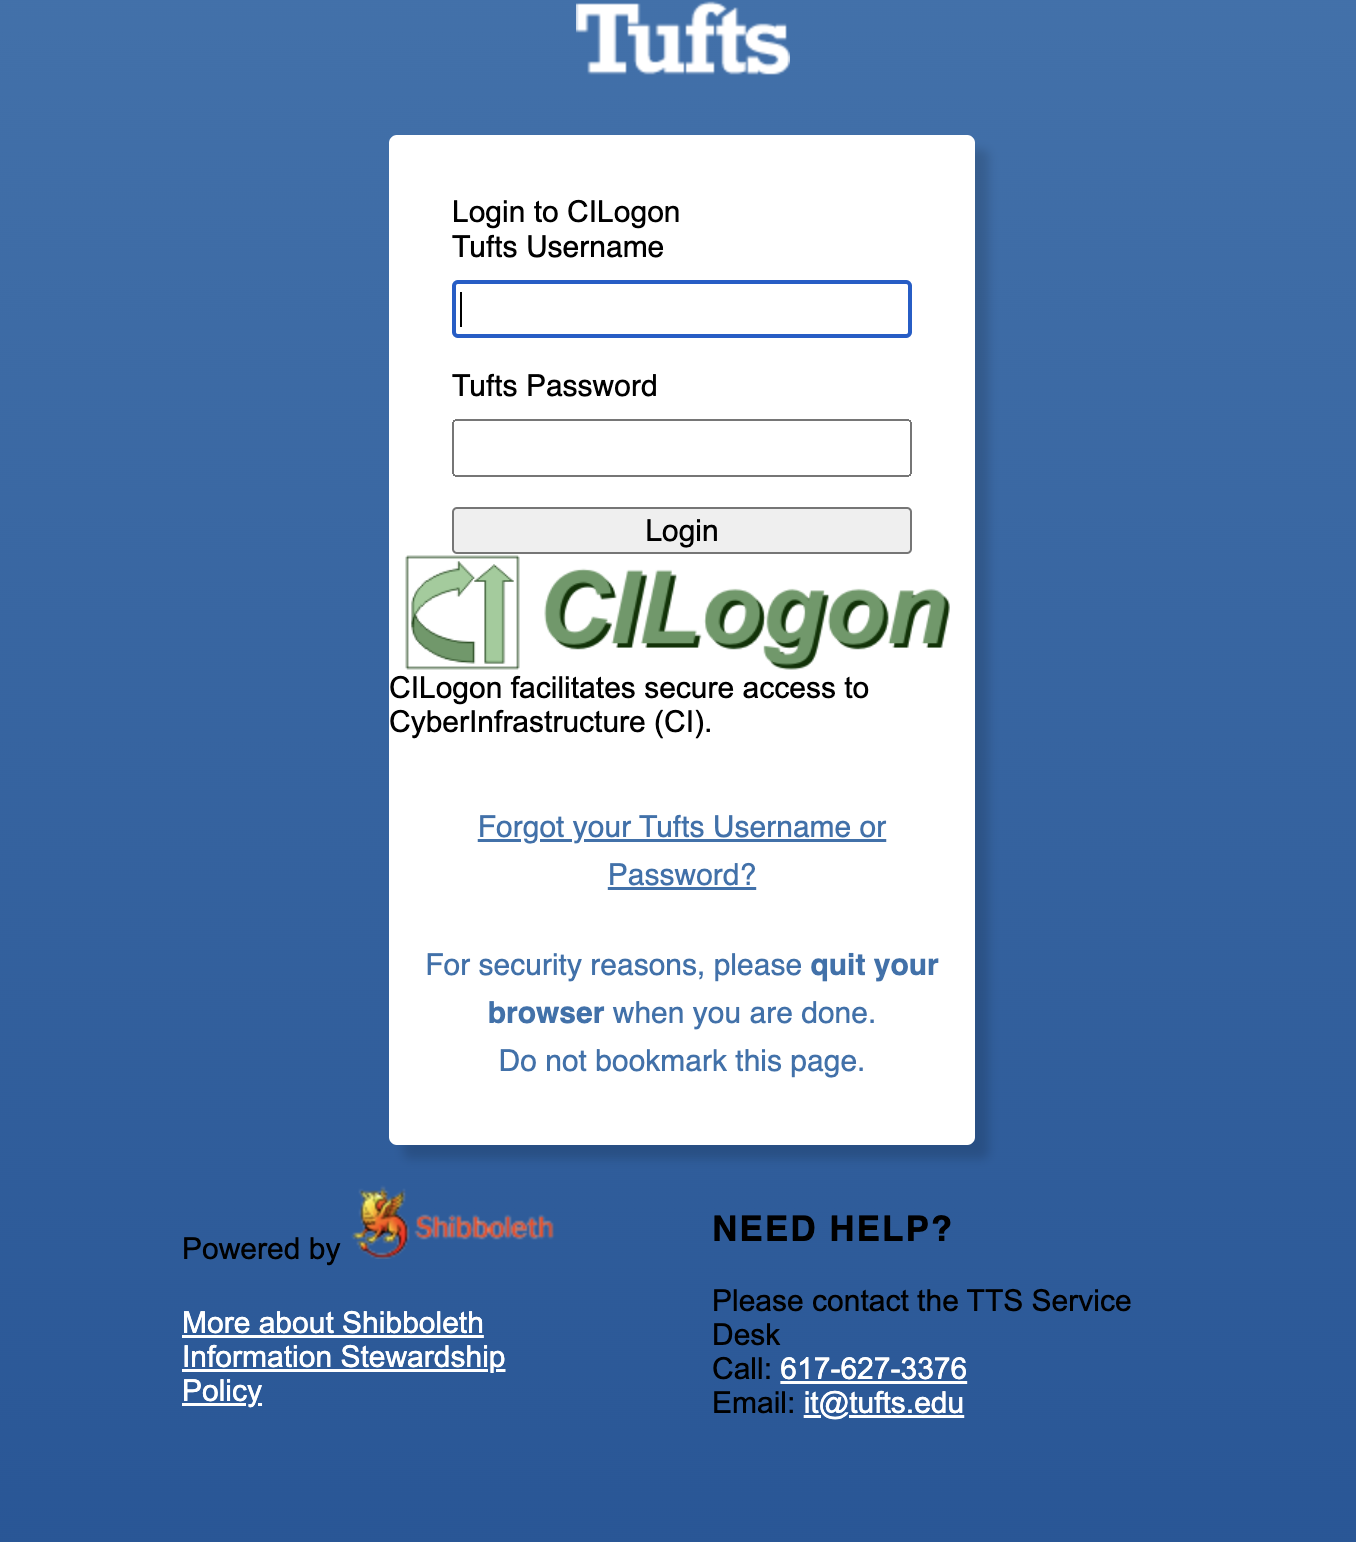 Tufts
Login to CILogon
Tufts Username
Tufts Password
Login
CILogon
CILogon facilitates secure access to
CyberInfrastructure (CI).
Forgot your Tufts Username or
Password?
For security reasons, please quit your
browser when you are done.
Do not bookmark this page.
Powered by Shibboleth
More about Shibboleth
Information Stewardship
Policy
NEED HELP?
Please contact the TTS Service
Desk
Call: 617-627-3376
Email: it@tufts.edu